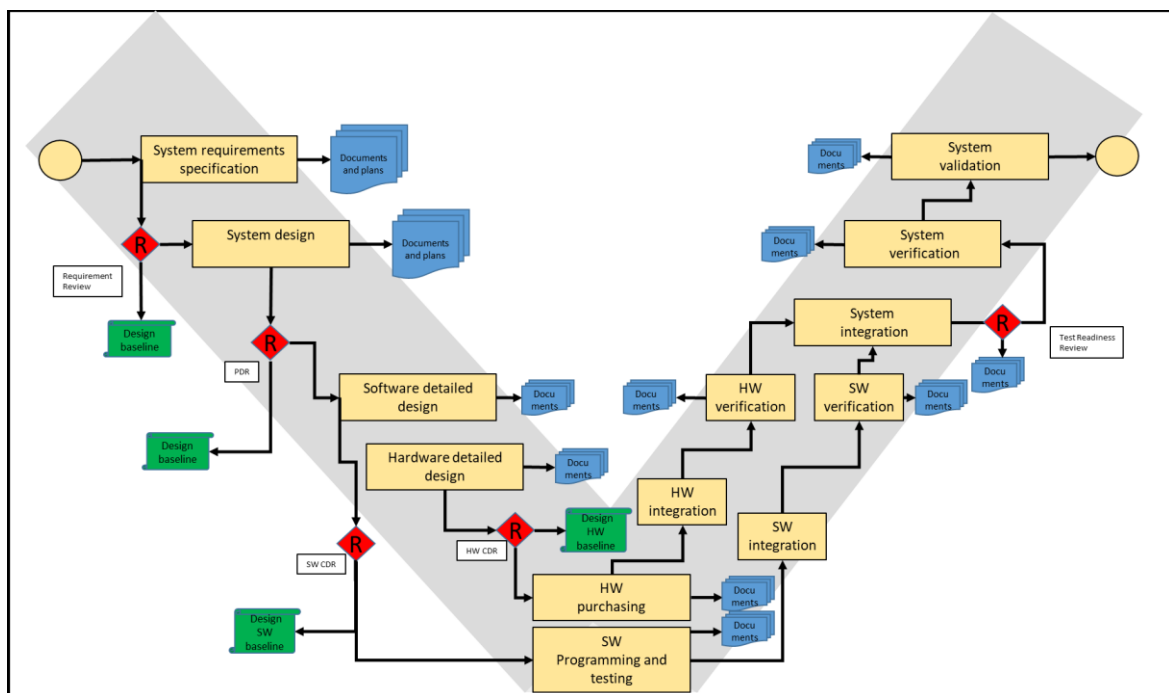 System requirements
specification
Documents
and plans
Docu
ments
System
validation
R
Requirement
Review
System design
Documents
and plans
Docu
ments
System
verification
Design
baseline
R
PDR
System
integration
R
Test Readiness
Review
Docu
ments
Software detailed
design
Docu
ments
Docu
ments
HW
verification
SW
verification
Docu
ments
Design
baseline
Hardware detailed
design
Docu
ments
HW
integration
R
SW CDR
HW CDR
R
Design
HW
baseline
SW
integration
HW
purchasing
Docu
ments
Design
SW
baseline
SW
Programming and
testing
Docu
ments